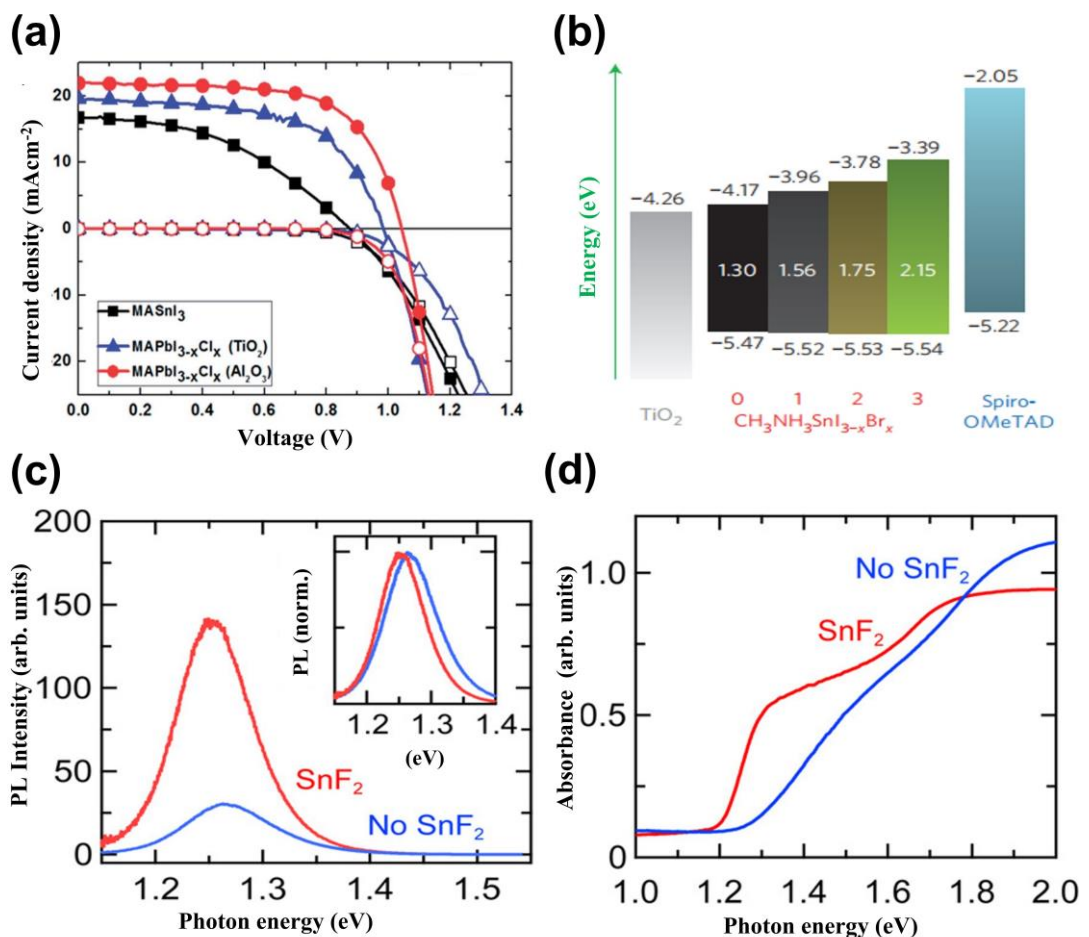 (a)
Current density (mAcm⁻²)
20
10
0
10
20
MASnI₃
MAPbI₃₋ₓClₓ (TiO₂)
MAPbI₃₋ₓClₓ (Al₂O₃)
0.0 0.2 0.4 0.6 0.8 1.0 1.2 1.4
Voltage (V)
(b)
Energy (eV)
−2.05
−3.39
−3.78
−3.96
−4.17
−4.26
1.30 1.56 1.75 2.15
−5.47 −5.52 −5.53 −5.54
−5.22
0 1 2 3
TiO₂
CH₃NH₃SnI₃₋ₓBrₓ
Spiro-
OMeTAD
(c)
PL Intensity (arb. units)
200
175
150
125
100
75
50
25
0
SnF₂
No SnF₂
1.2 1.3 1.4 1.5
Photon energy (eV)
PL (norm.)
1.2 1.3 1.4
(eV)
(d)
Absorbance (arb. units)
1.0
0.5
0
No SnF₂
SnF₂
1.0 1.2 1.4 1.6 1.8 2.0
Photon energy (eV)